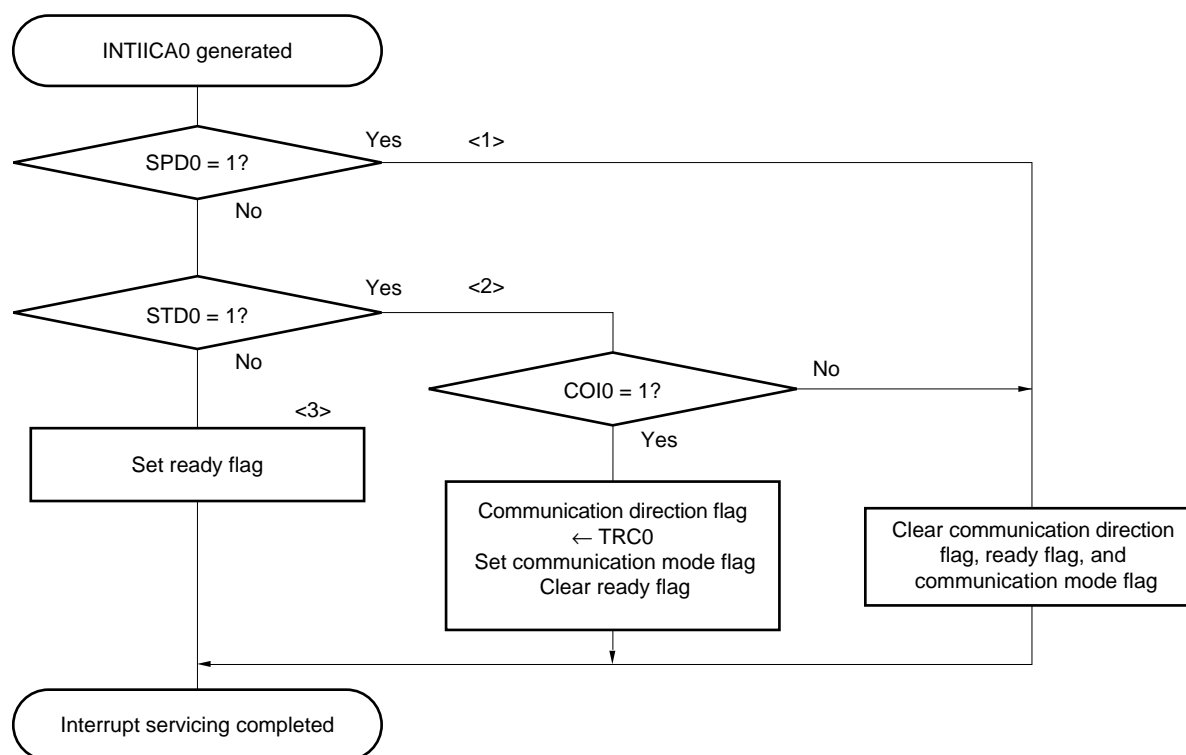 INTIICA0 generated
Yes
<1>
SPD0 = 1?
No
Yes
<2>
STD0 = 1?
No
COI0 = 1?
No
Yes
<3>
Set ready flag
Communication direction flag
← TRC0
Set communication mode flag
Clear ready flag
Clear communication direction
flag, ready flag, and
communication mode flag
Interrupt servicing completed